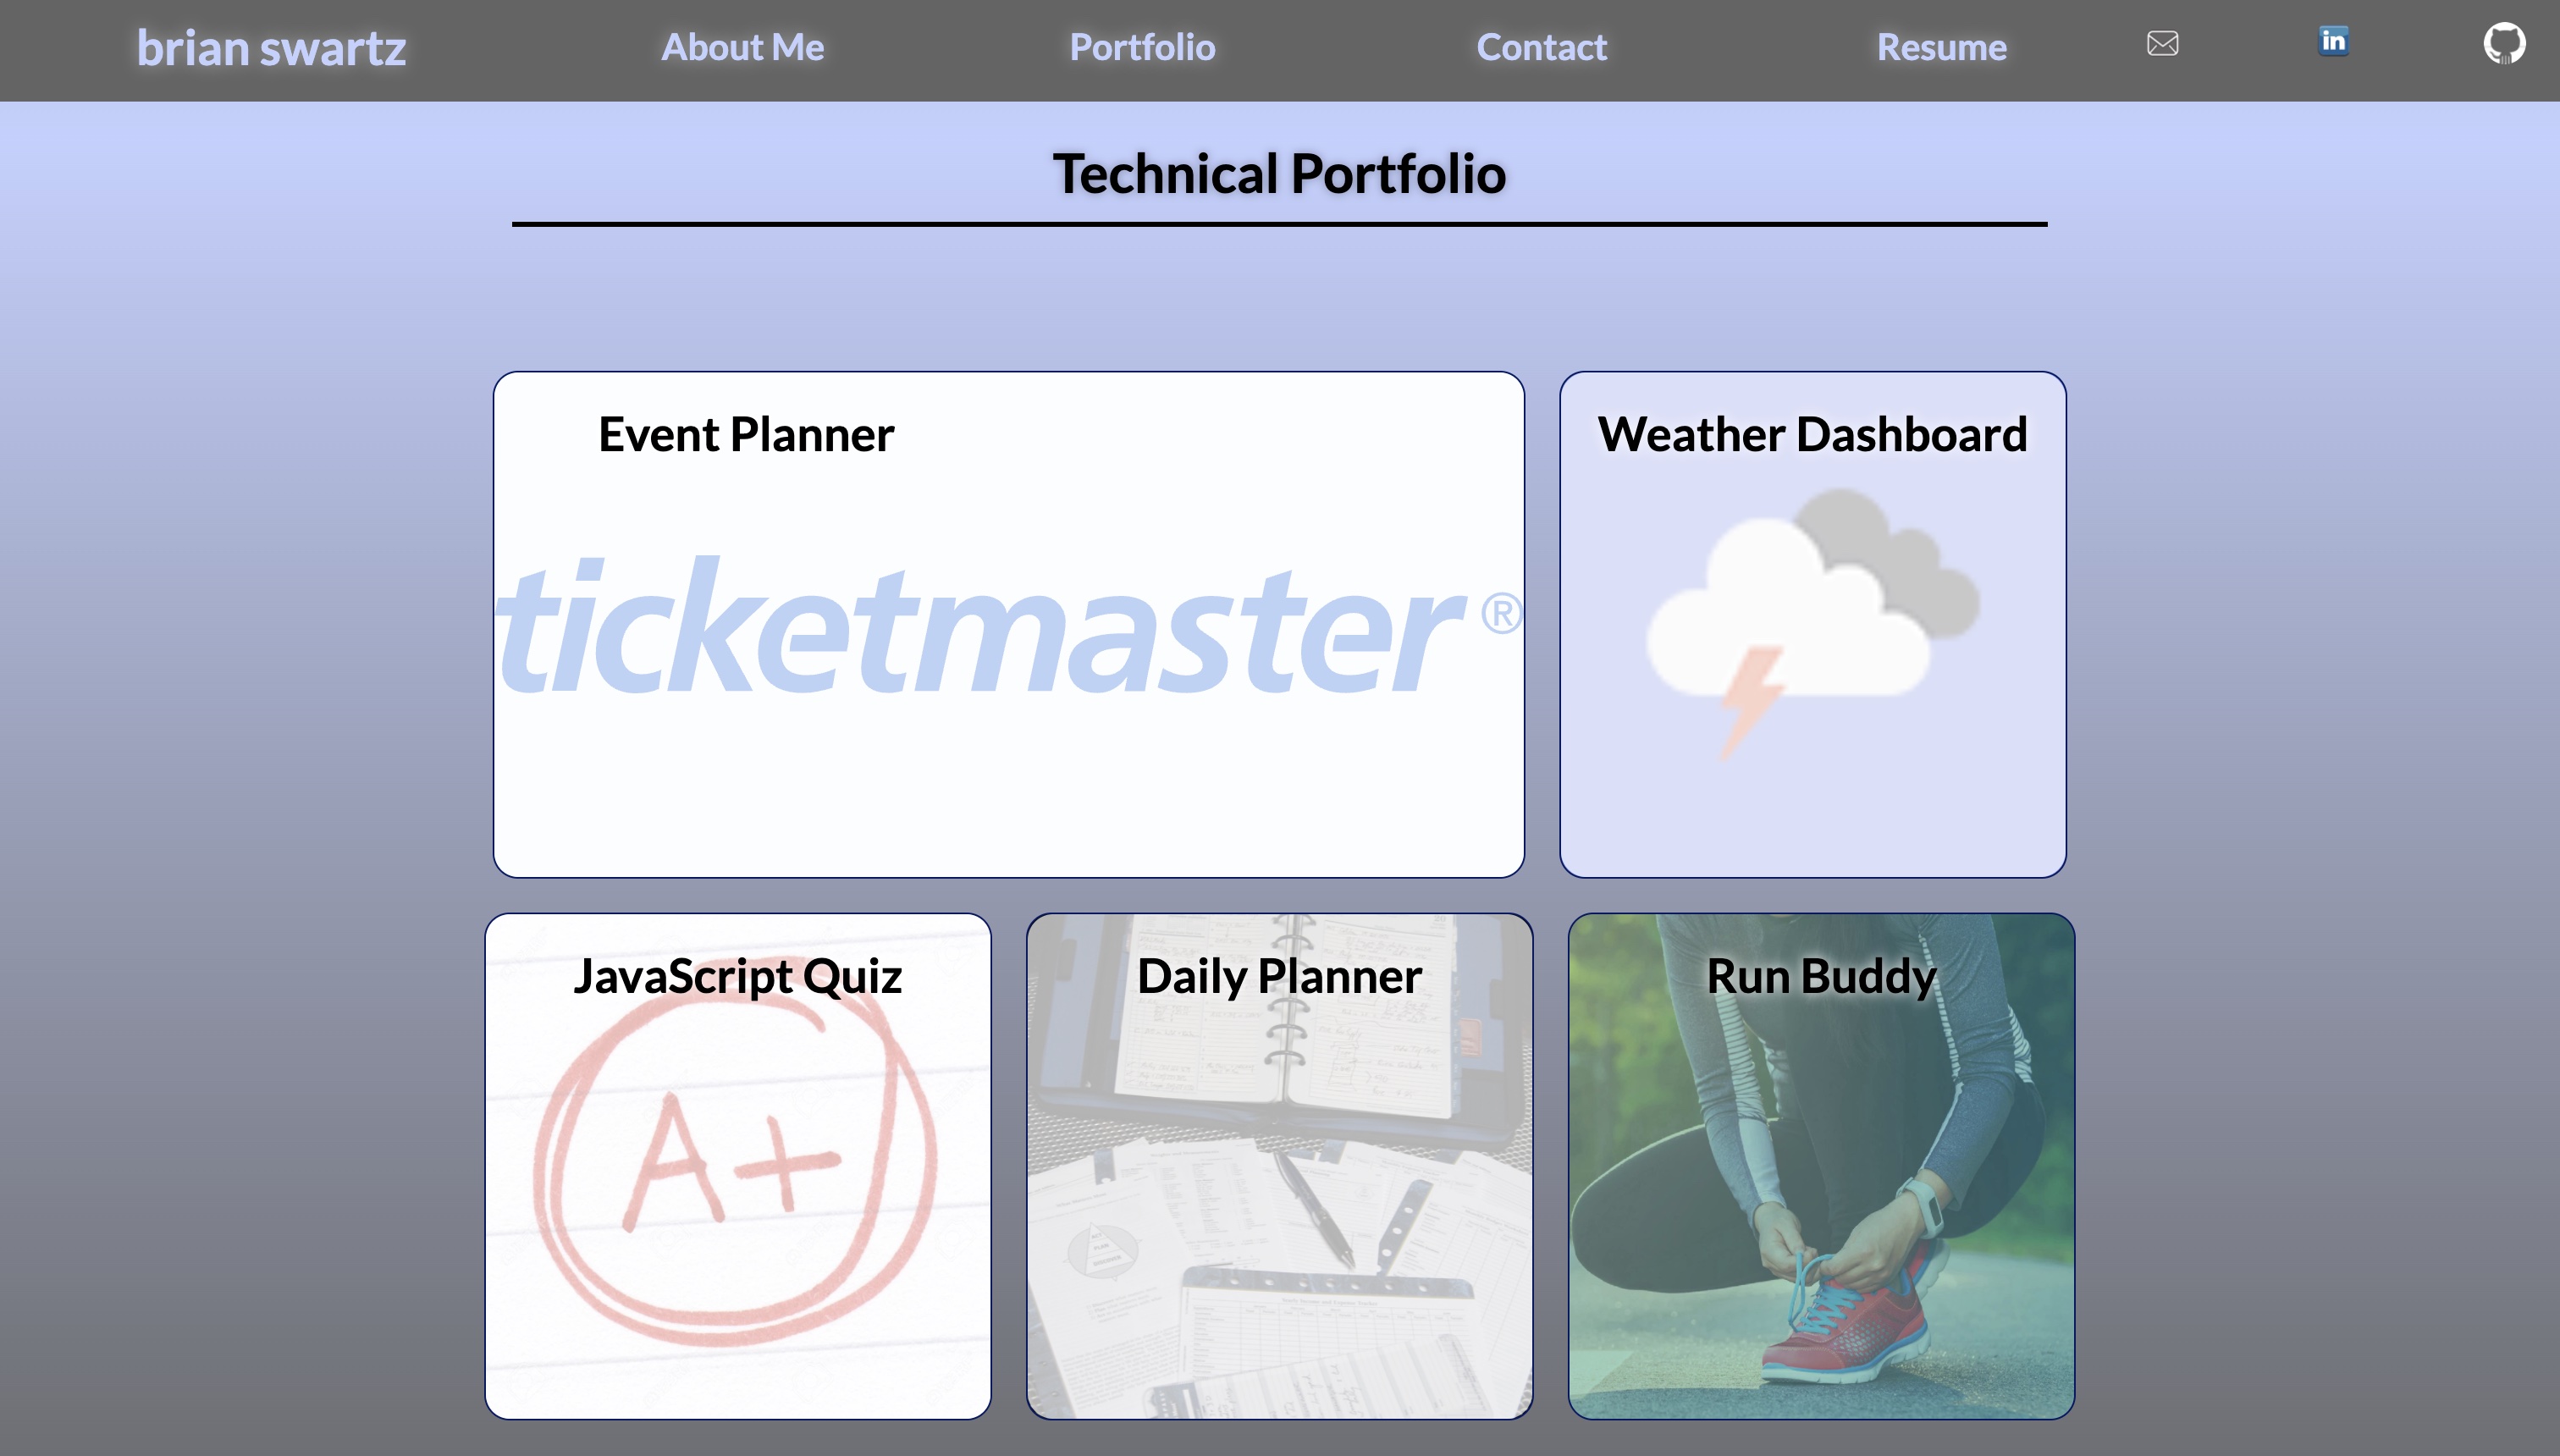 brian swartz
About Me
Portfolio
Contact
Resume
in
Technical Portfolio
Event Planner
ticketmaster®
Weather Dashboard
JavaScript Quiz
A+
Daily Planner
Run Buddy